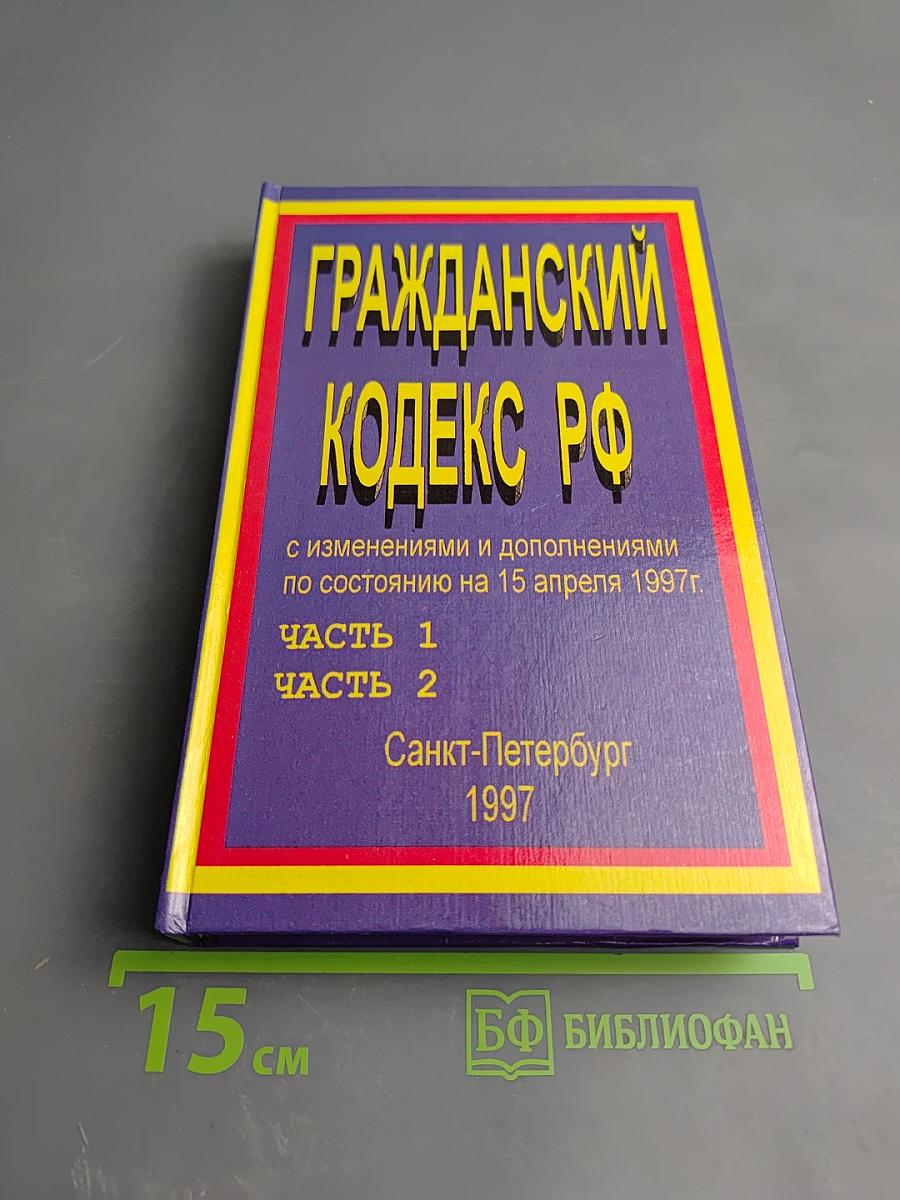 ГРАЖДАНСКИЙ
КОДЕКС РФ
с изменениями и дополнениями
по состоянию на 15 апреля 1997г.
ЧАСТЬ 1
ЧАСТЬ 2
Санкт-Петербург
1997
15 см
БФ БИБЛИОФАН